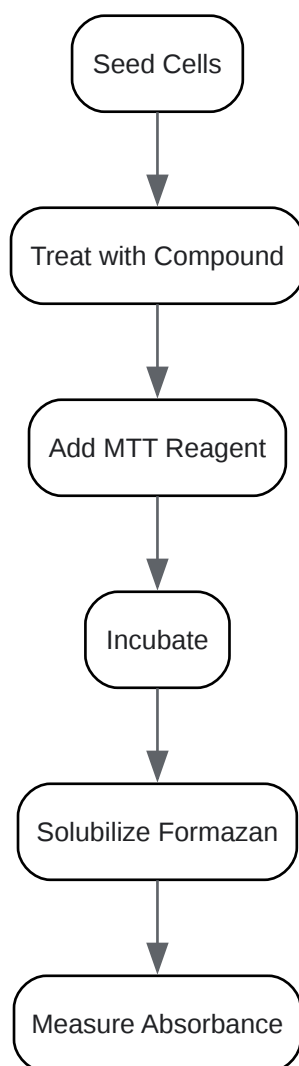 Seed Cells
Treat with Compound
Add MTT Reagent
Incubate
Solubilize Formazan
Measure Absorbance